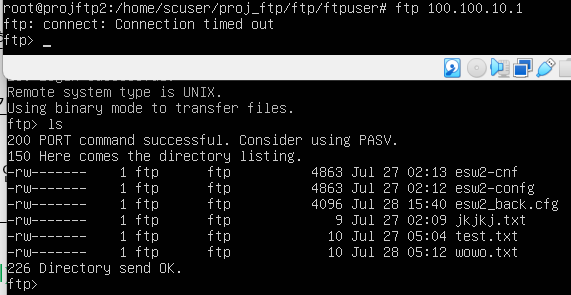 root@projftp2:/home/scuser/proj_ftp/ftp/ftpuser# ftp 100.100.10.1
ftp: connect: Connection timed out
ftp> _
Remote system type is UNIX.
Using binary mode to transfer files.
ftp> ls
200 PORT command successful. Consider using PASV.
150 Here comes the directory listing.
-rw------- 1 ftp ftp 4863 Jul 27 02:13 esw2-cnf
-rw------- 1 ftp ftp 4863 Jul 27 02:12 esw2-confg
-rw------- 1 ftp ftp 4096 Jul 28 15:40 esw2_back.cfg
-rw------- 1 ftp ftp 9 Jul 27 02:09 jkjkj.txt
-rw------- 1 ftp ftp 10 Jul 27 05:04 test.txt
-rw------- 1 ftp ftp 10 Jul 28 05:12 wowo.txt
226 Directory send OK.
ftp>